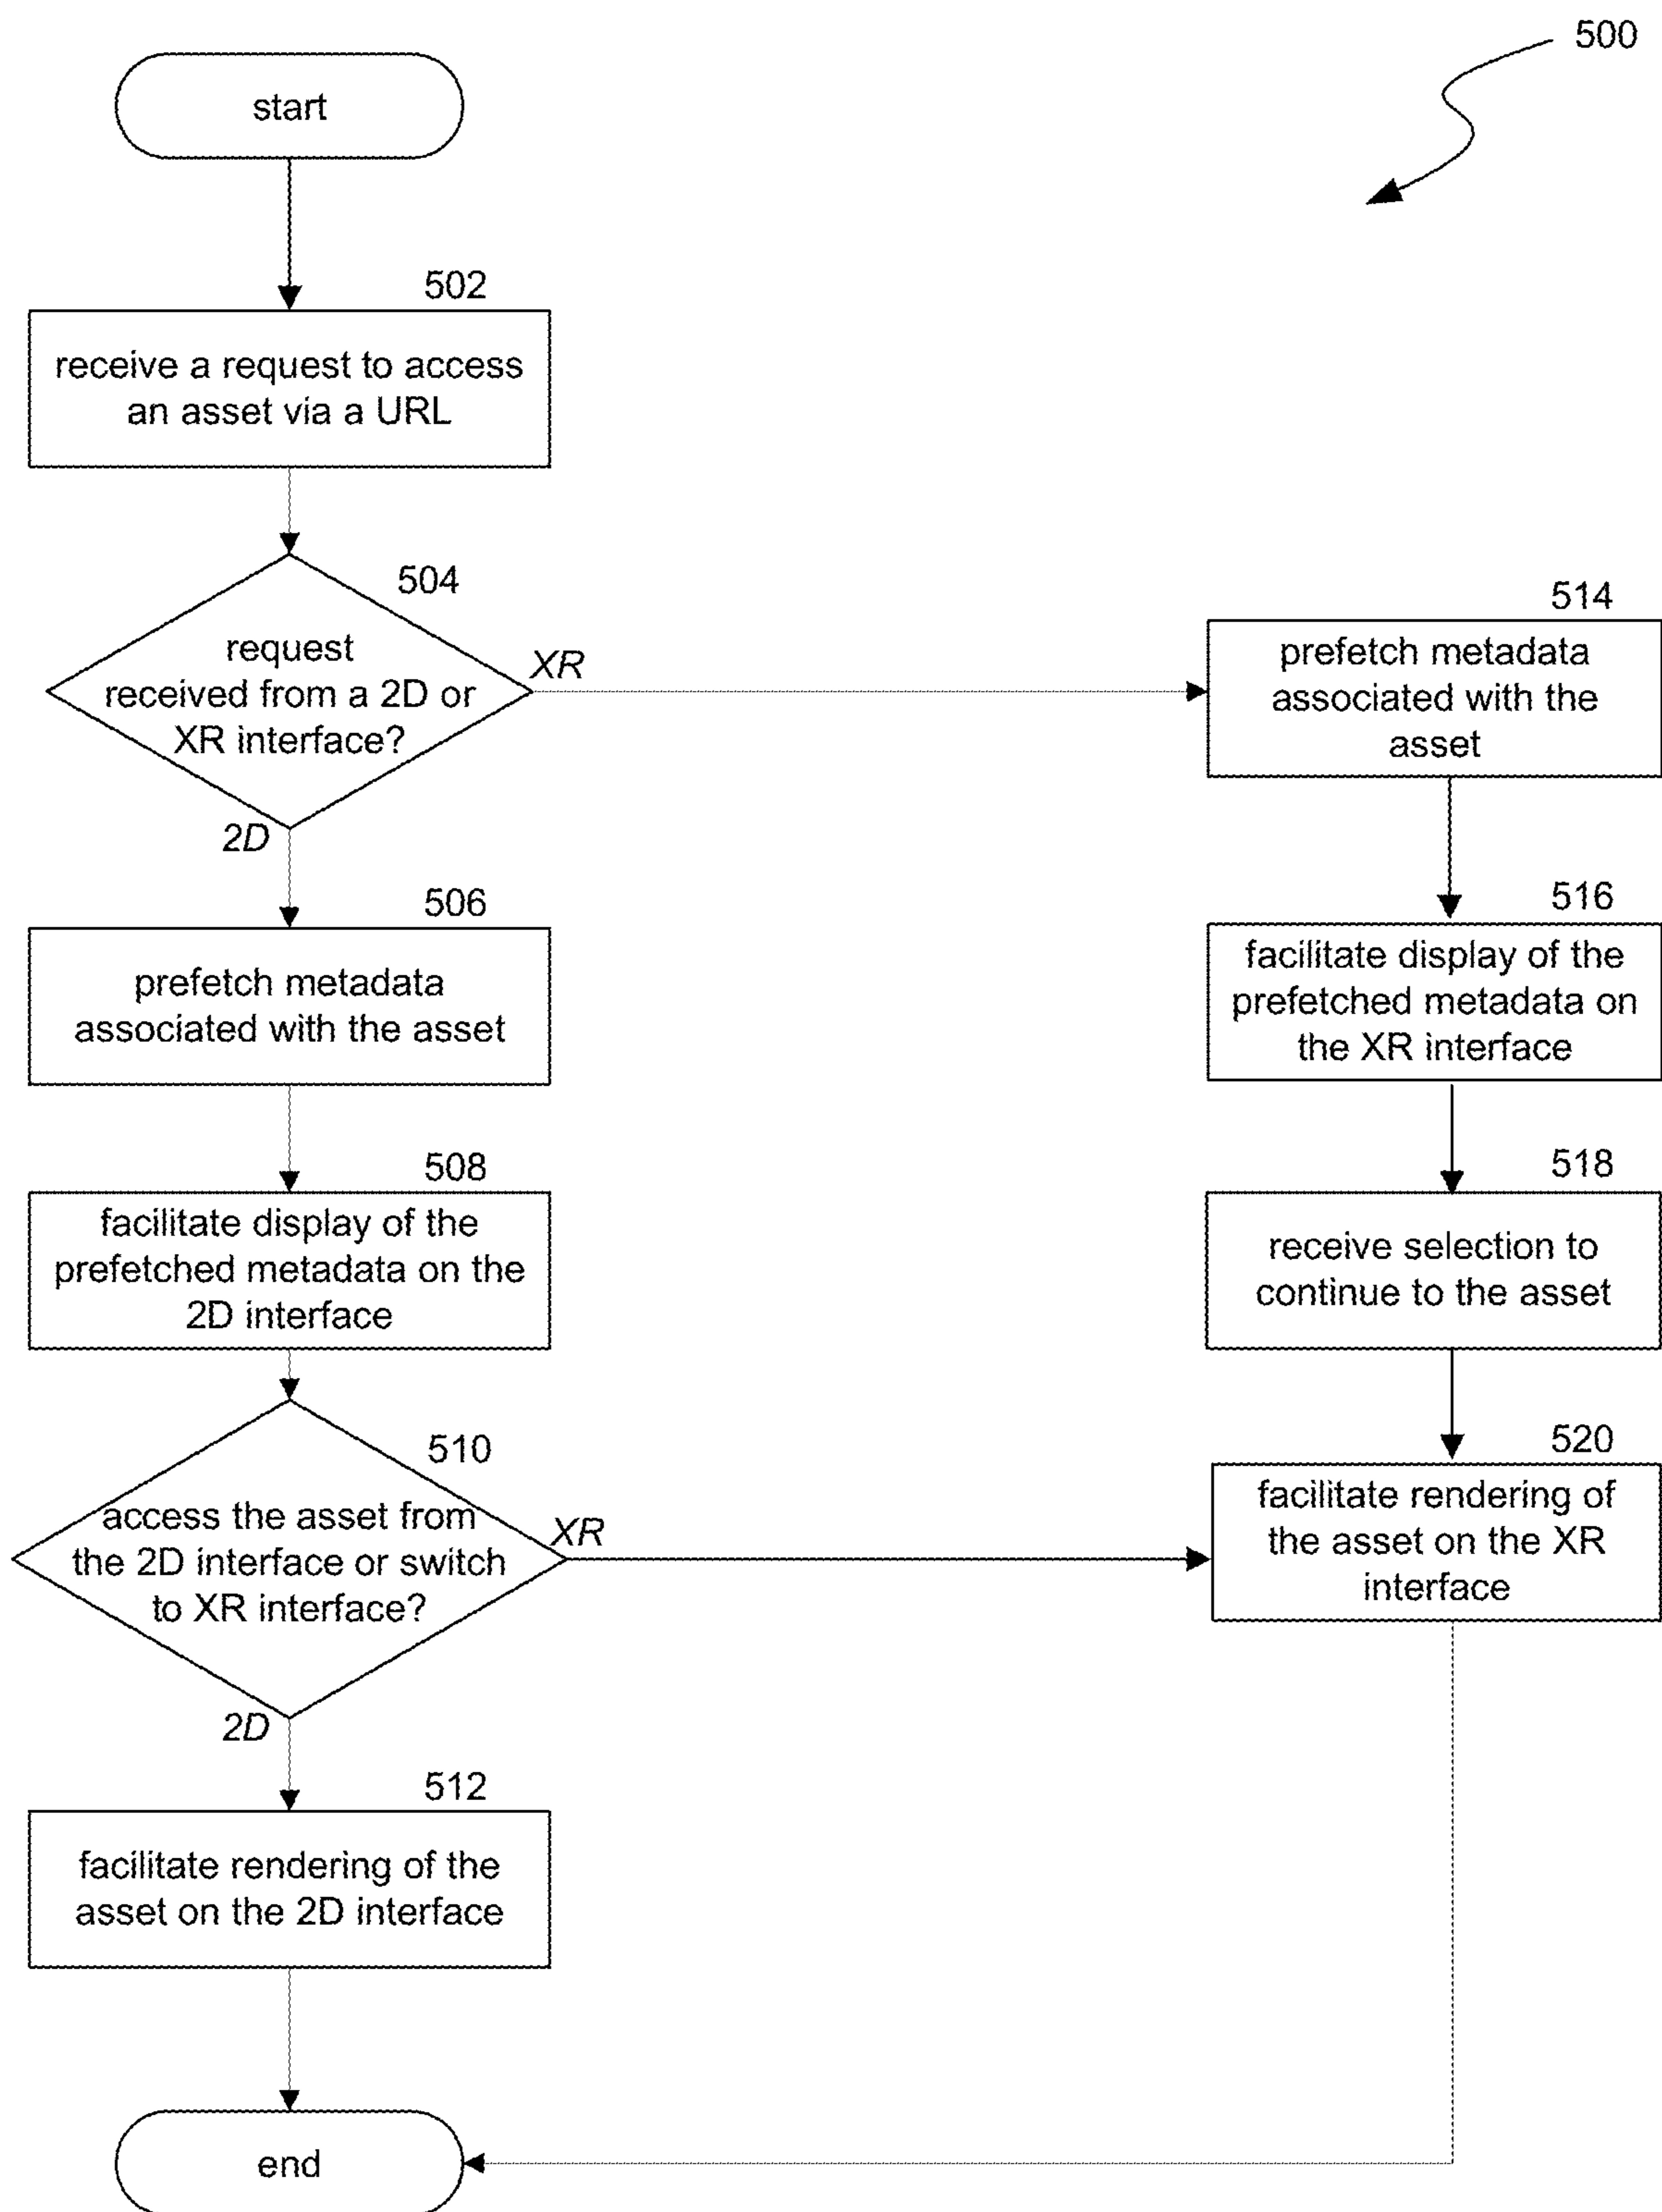 500
start
502
receive a request to access
an asset via a URL
504
request
received from a 2D or
XR interface?
XR
2D
506
prefetch metadata
associated with the asset
508
facilitate display of the
prefetched metadata on the
2D interface
510
access the asset from
the 2D interface or switch
to XR interface?
XR
2D
512
facilitate rendering of the
asset on the 2D interface
514
prefetch metadata
associated with the
asset
516
facilitate display of the
prefetched metadata on
the XR interface
518
receive selection to
continue to the asset
520
facilitate rendering of
the asset on the XR
interface
end